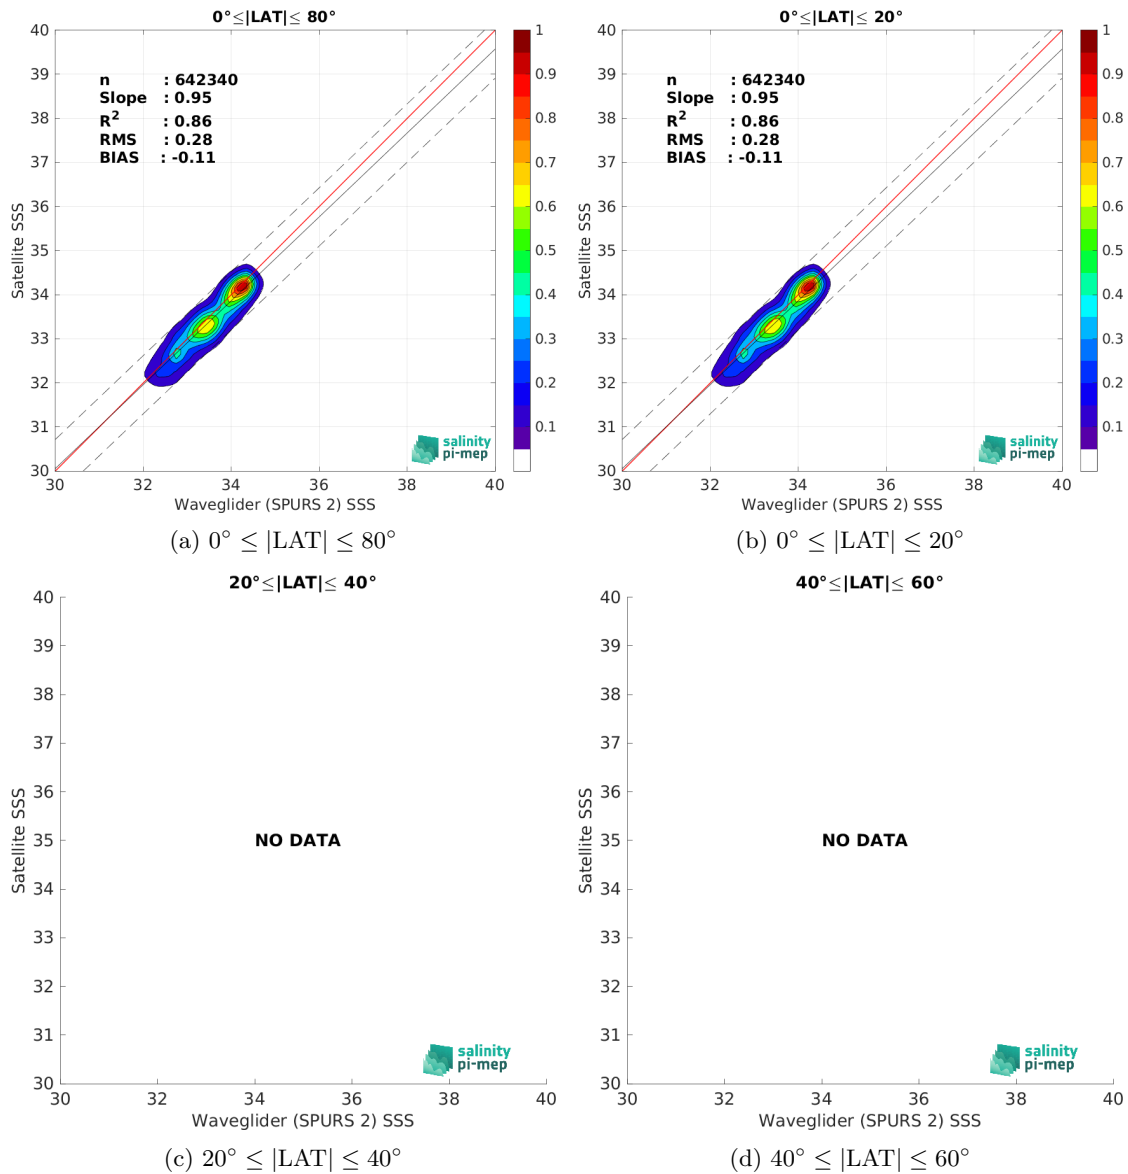 0°≤|LAT|≤ 80°
40
39
38
37
36
35
34
33
32
31
30
30
32
34
36
38
40
Satellite SSS
Waveglider (SPURS 2) SSS
n : 642340
Slope : 0.95
R² : 0.86
RMS : 0.28
BIAS : -0.11
1
0.9
0.8
0.7
0.6
0.5
0.4
0.3
0.2
0.1
salinity
pi-mep
(a) 0° ≤ |LAT| ≤ 80°
0°≤|LAT|≤ 20°
40
39
38
37
36
35
34
33
32
31
30
30
32
34
36
38
40
Satellite SSS
Waveglider (SPURS 2) SSS
n : 642340
Slope : 0.95
R² : 0.86
RMS : 0.28
BIAS : -0.11
1
0.9
0.8
0.7
0.6
0.5
0.4
0.3
0.2
0.1
salinity
pi-mep
(b) 0° ≤ |LAT| ≤ 20°
20°≤|LAT|≤ 40°
40
39
38
37
36
35
34
33
32
31
30
30
32
34
36
38
40
Satellite SSS
Waveglider (SPURS 2) SSS
NO DATA
salinity
pi-mep
(c) 20° ≤ |LAT| ≤ 40°
40°≤|LAT|≤ 60°
40
39
38
37
36
35
34
33
32
31
30
30
32
34
36
38
40
Satellite SSS
Waveglider (SPURS 2) SSS
NO DATA
salinity
pi-mep
(d) 40° ≤ |LAT| ≤ 60°